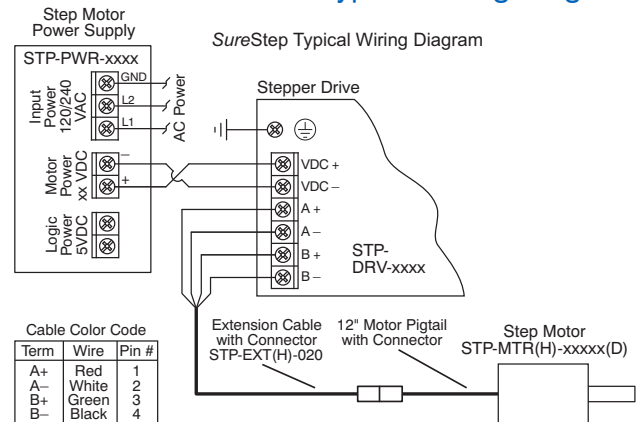 Step Motor
Power Supply
SureStep Typical Wiring Diagram
STP-PWR-xxxx
Input
Power
120/240
VAC
GND
L2
L1
AC Power
Motor
Power
xx VDC
–
+
Logic
Power
5VDC
Stepper Drive
VDC +
VDC –
A +
A –
B +
B –
STP-
DRV-xxxx
Cable Color Code
Term Wire Pin #
A+ Red 1
A– White 2
B+ Green 3
B– Black 4
Extension Cable
with Connector
STP-EXT(H)-020
12" Motor Pigtail
with Connector
Step Motor
STP-MTR(H)-xxxxx(D)